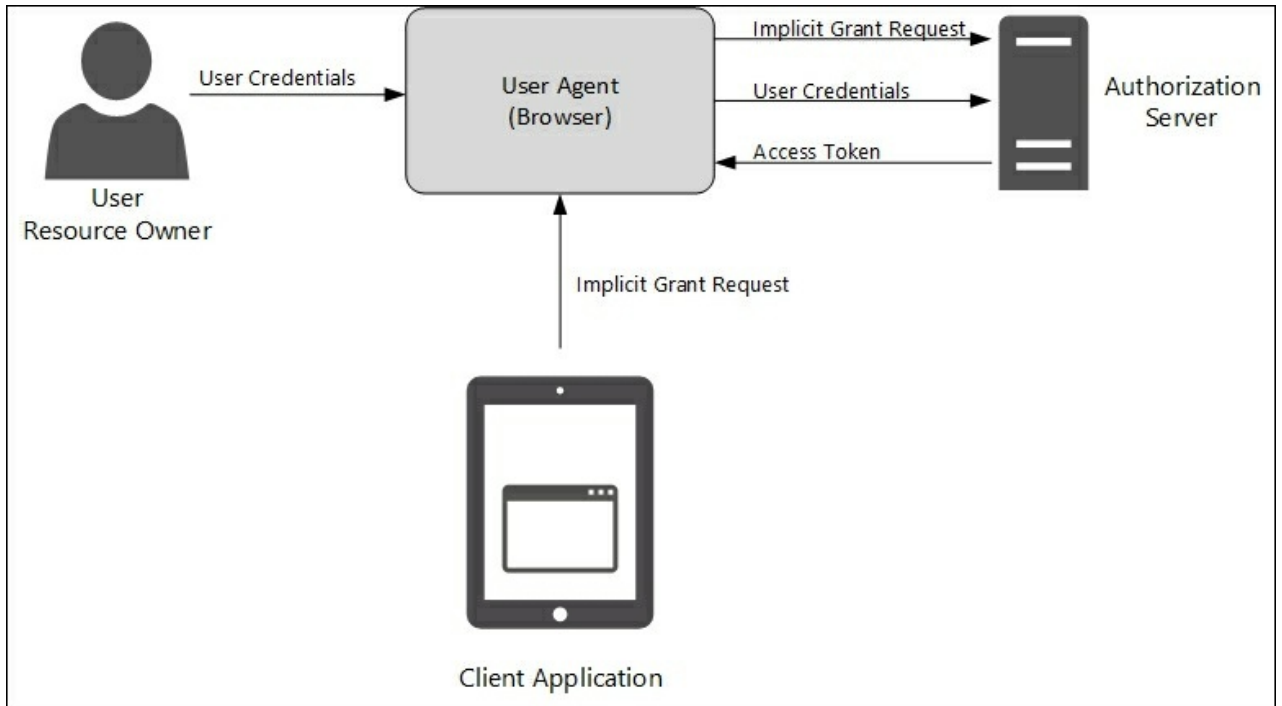 Implicit Grant Request
User Credentials
User Agent
(Browser)
User Credentials
Authorization
Server
Access Token
User
Resource Owner
Implicit Grant Request
Client Application